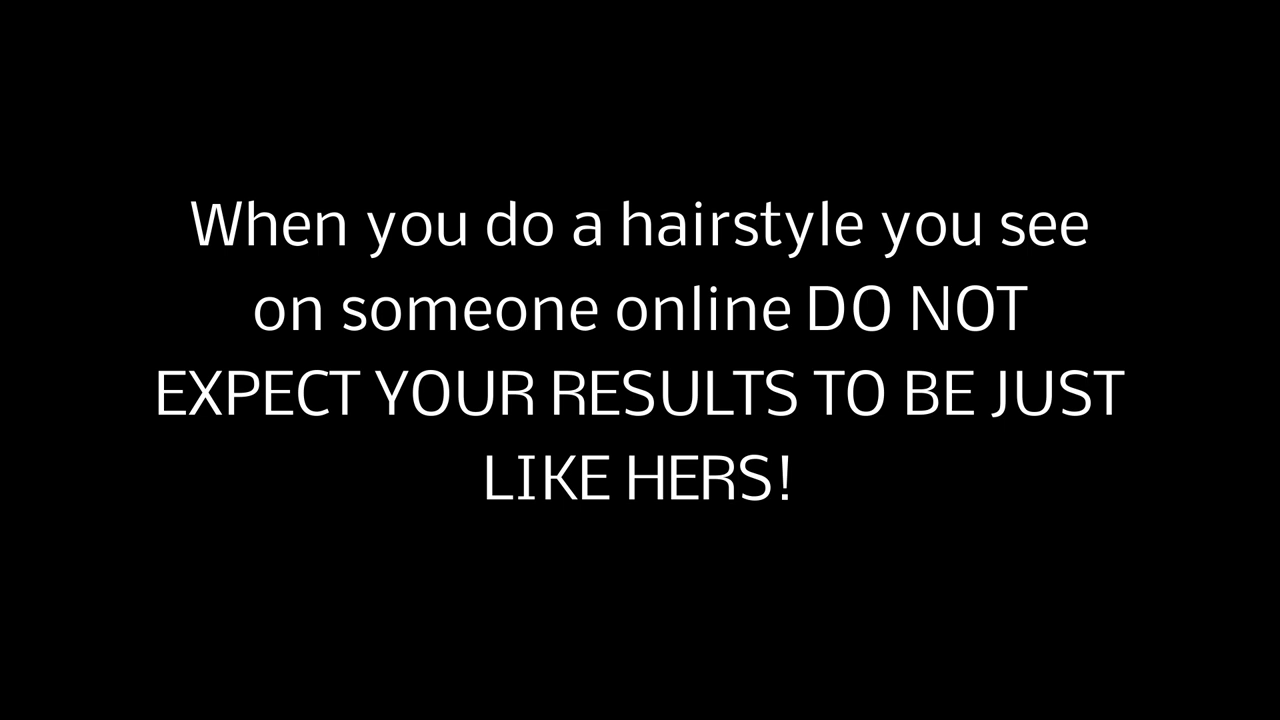 When you do a hairstyle you see
on someone online DO NOT
EXPECT YOUR RESULTS TO BE JUST
LIKE HERS!